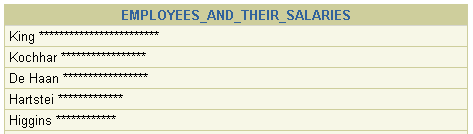 EMPLOYEES_AND_THEIR_SALARIES
King ************************
Kochhar *****************
De Haan *****************
Hartstei *************
Higgins ************